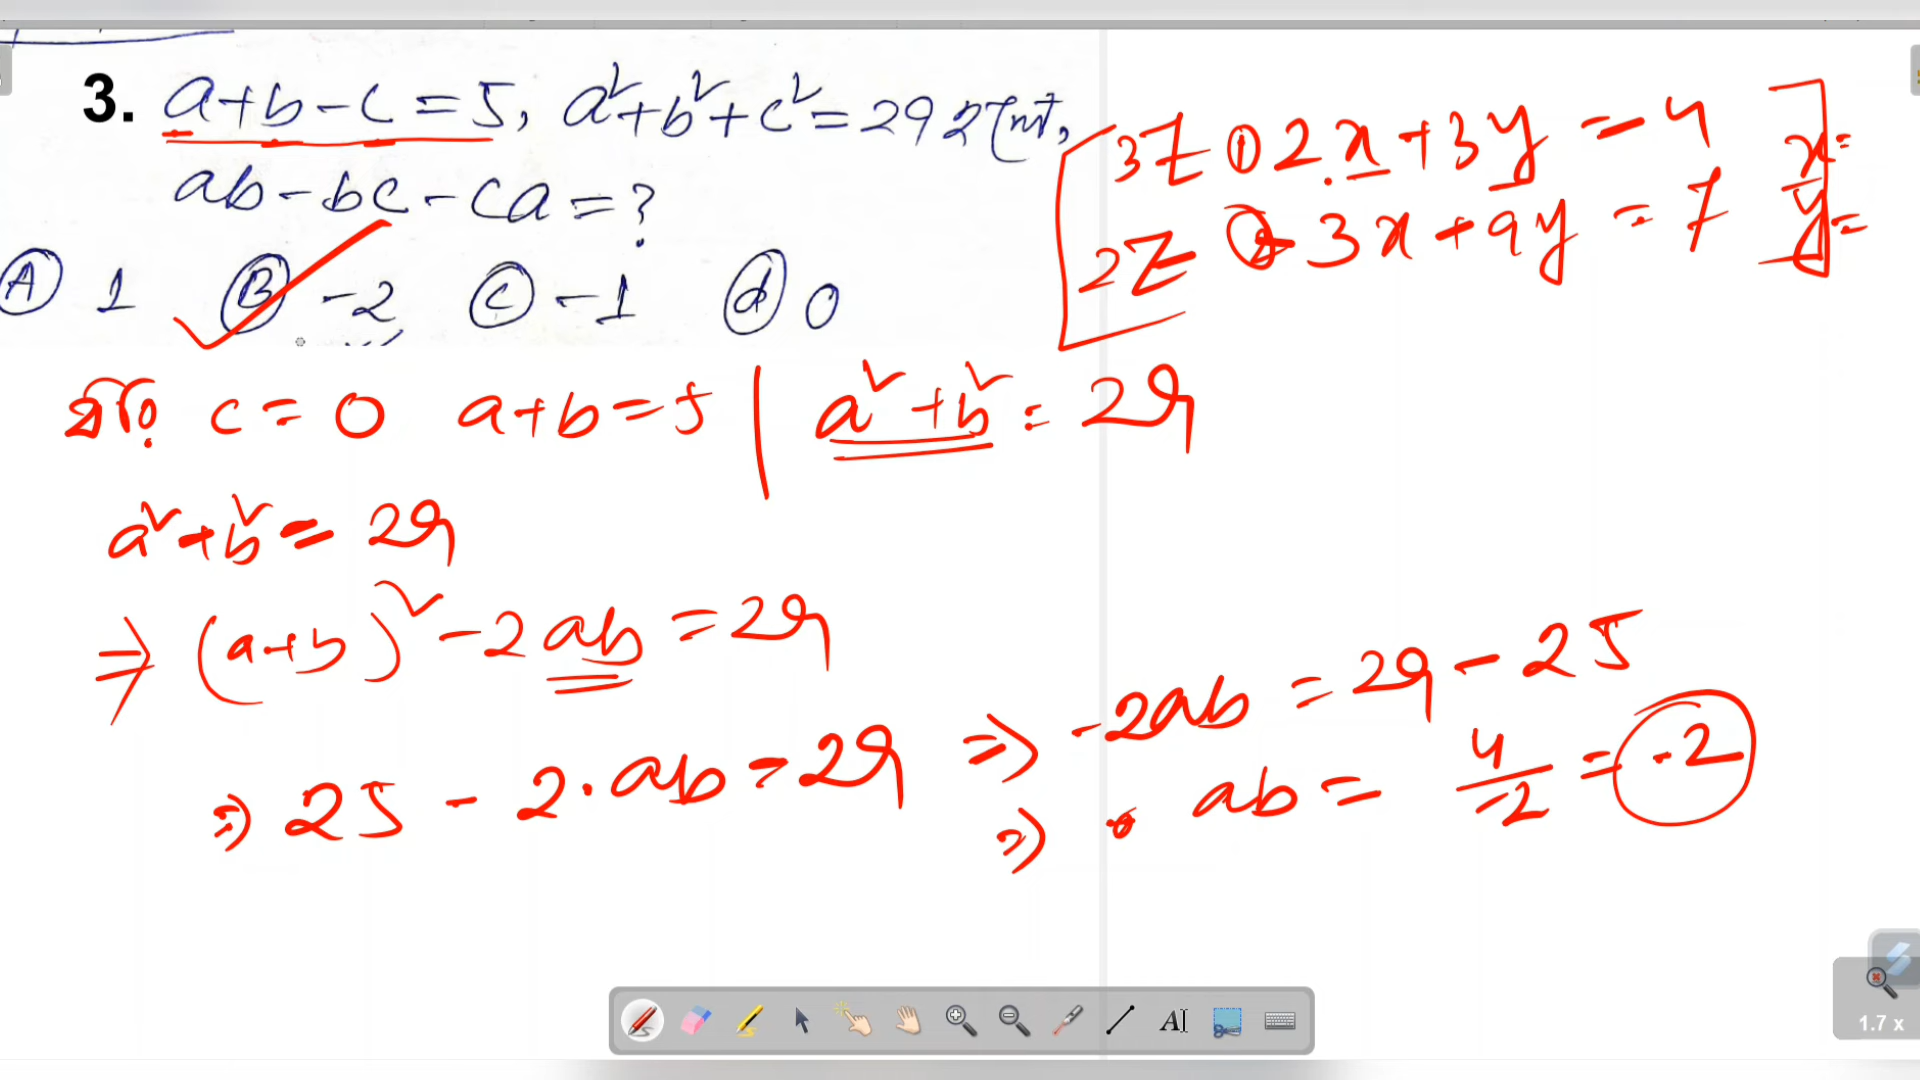 3. a+b-c=5, a²+b²+c²=29 হলে,
ab-bc-ca=?
(A) 1 (B) -2 (C) -1 (d) 0
3Z ① 2x+3y=4 x=
2Z ② 3x+9y=7 y=
ধরি, c=0 a+b=5 | a²+b²=29
a²+b²=29
⇒ (a+b)²-2ab=29
⇒ 25-2·ab=29 ⇒ -2ab=29-25
⇒ ab=4/-2=-2
AI
1.7 x